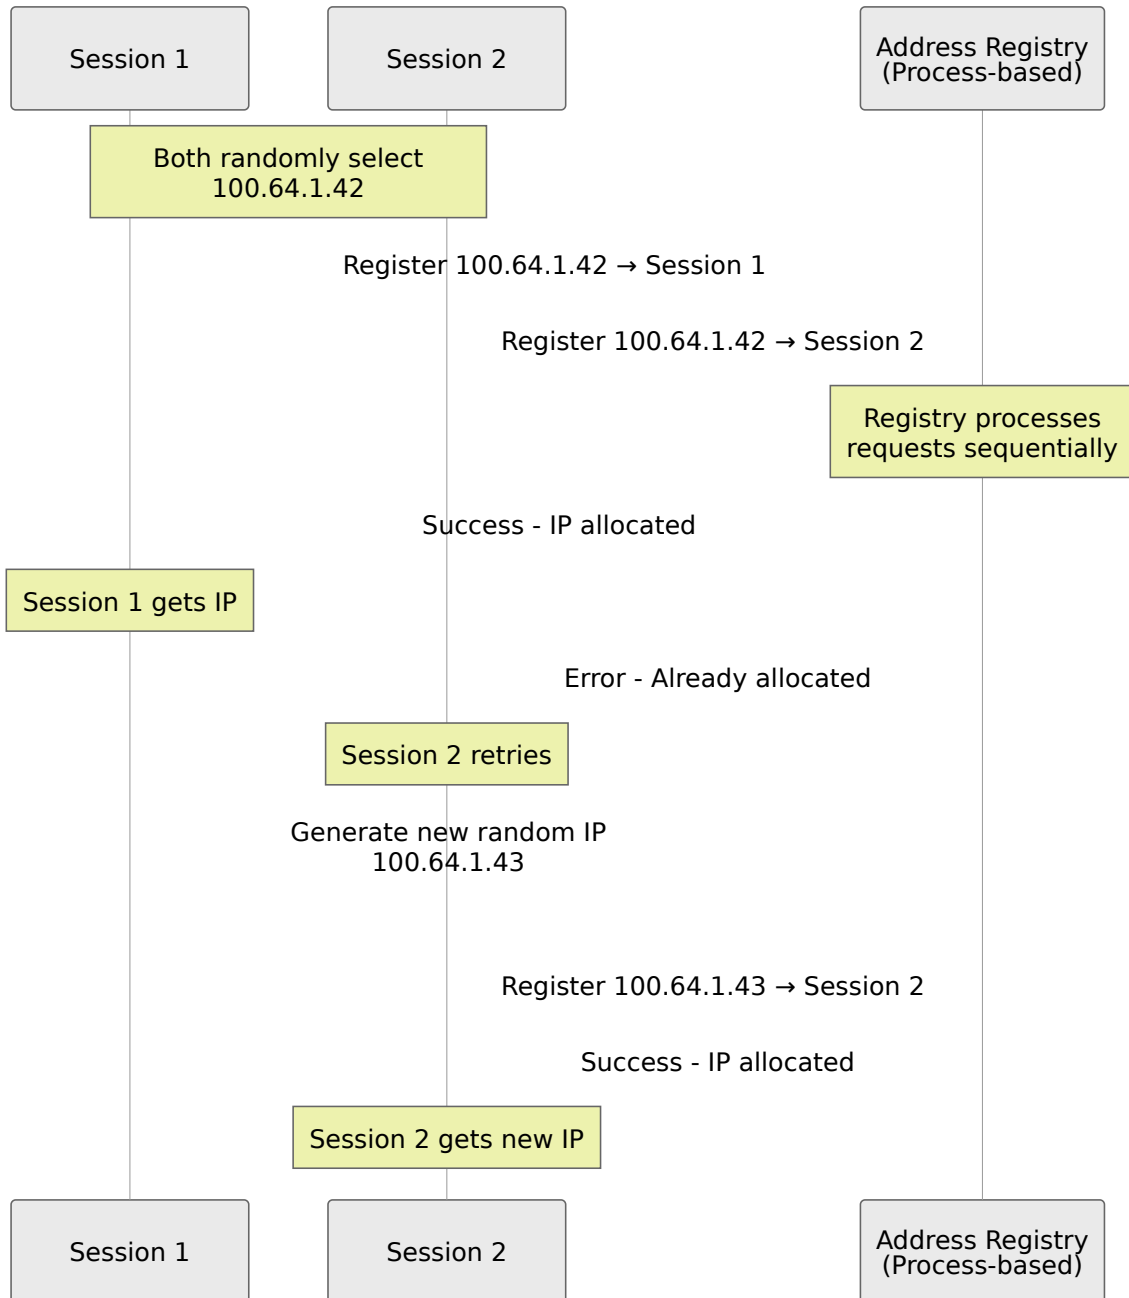 Session 1
Session 2
Address Registry
(Process-based)
Both randomly select
100.64.1.42
Register 100.64.1.42 → Session 1
Register 100.64.1.42 → Session 2
Registry processes
requests sequentially
Success - IP allocated
Session 1 gets IP
Error - Already allocated
Session 2 retries
Generate new random IP
100.64.1.43
Register 100.64.1.43 → Session 2
Success - IP allocated
Session 2 gets new IP
Session 1
Session 2
Address Registry
(Process-based)